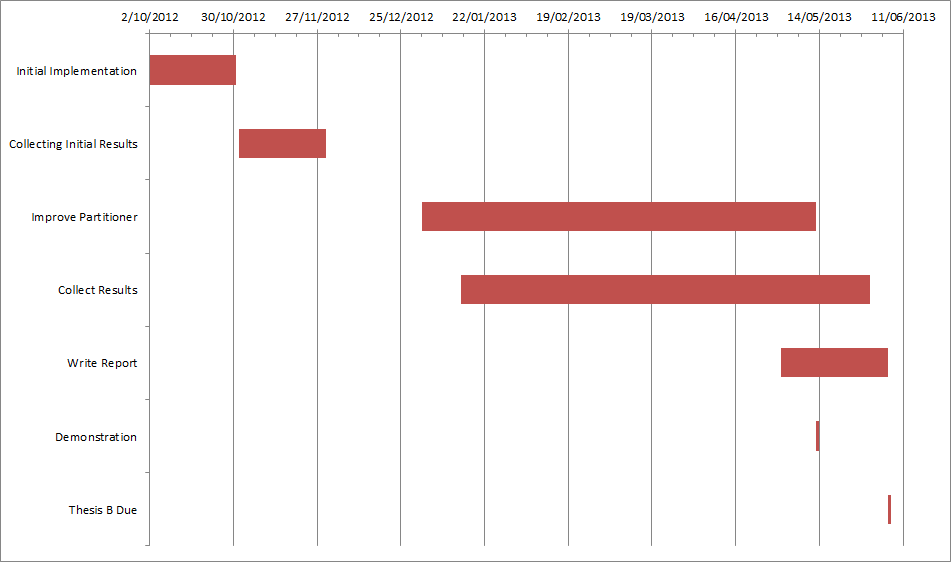 2/10/2012 30/10/2012 27/11/2012 25/12/2012 22/01/2013 19/02/2013 19/03/2013 16/04/2013 14/05/2013 11/06/2013
Initial Implementation
Collecting Initial Results
Improve Partitioner
Collect Results
Write Report
Demonstration
Thesis B Due